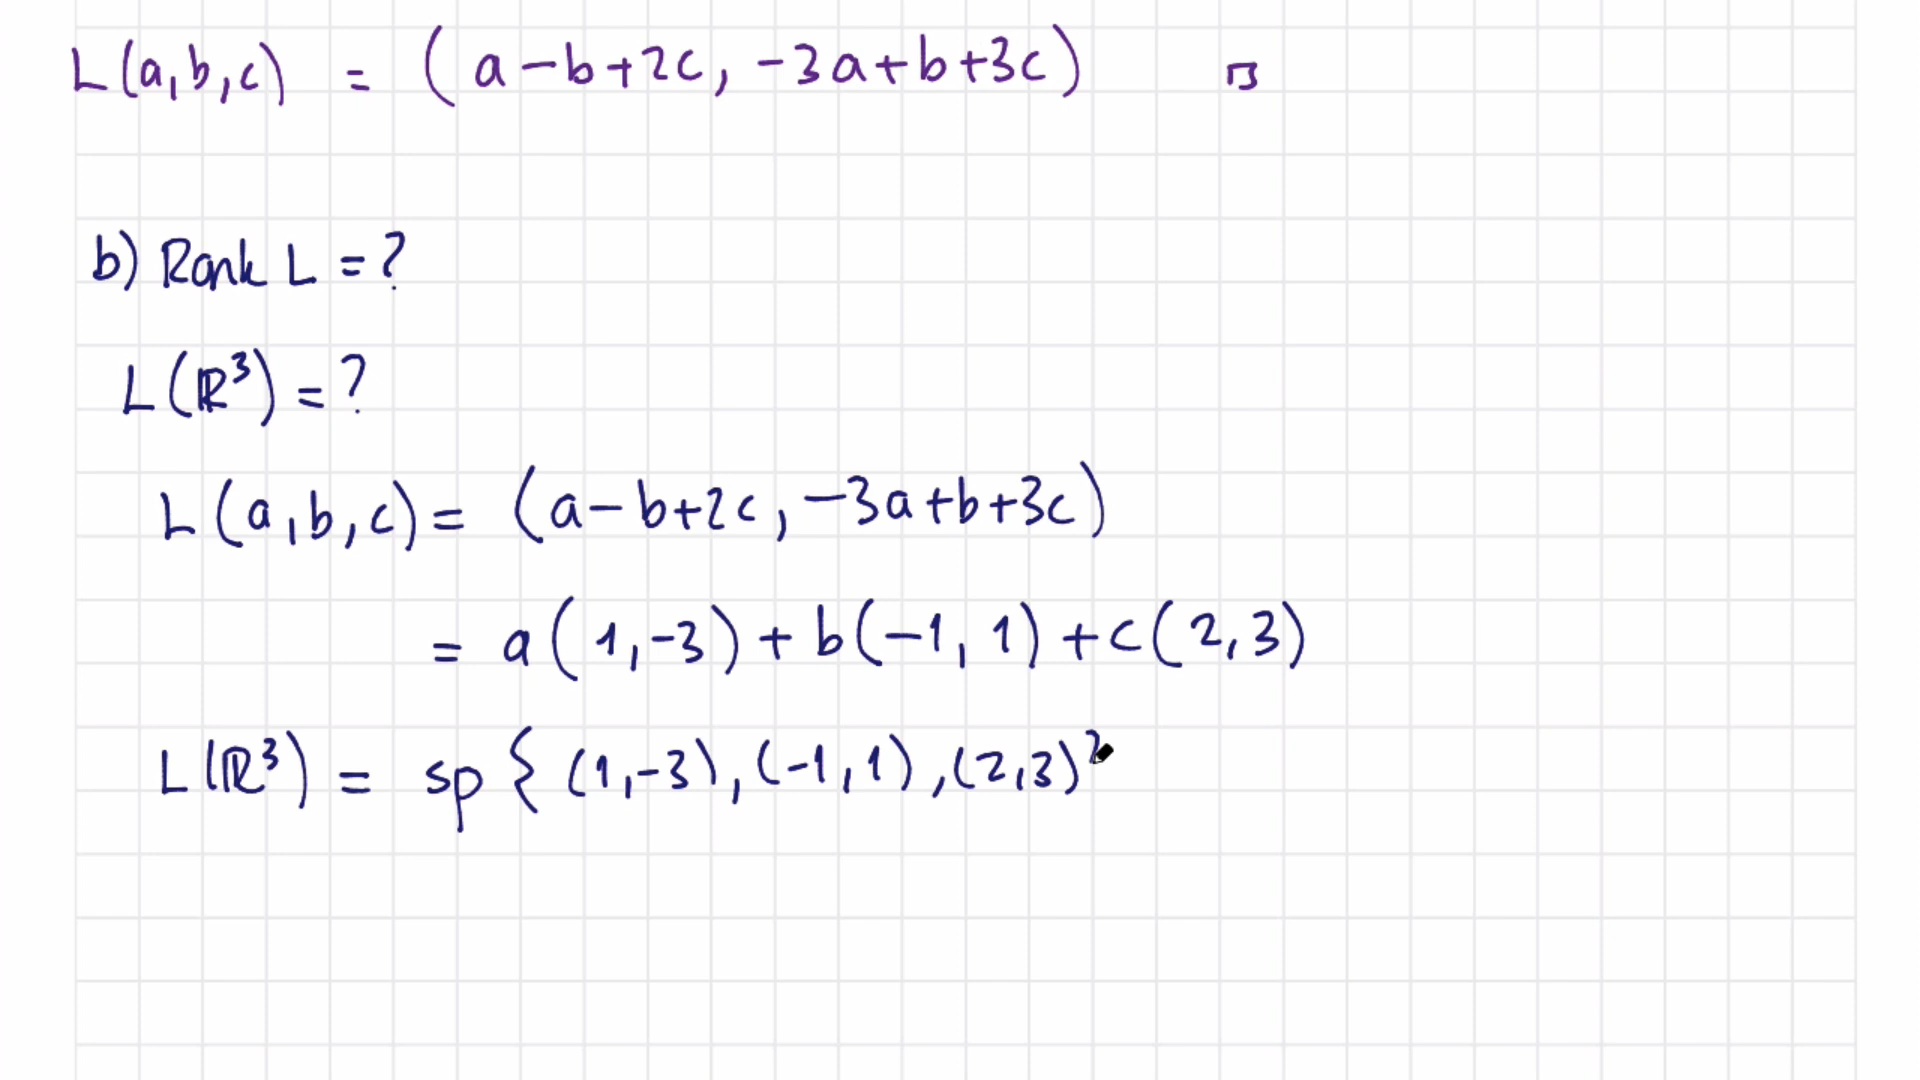 L(a,b,c) = (a-b+2c, -3a+b+3c)
b) Rank L = ?
L(ℝ³) = ?
L(a,b,c) = (a-b+2c, -3a+b+3c)
= a(1,-3) + b(-1, 1) + c(2,3)
L(ℝ³) = sp { (1,-3), (-1,1), (2,3)